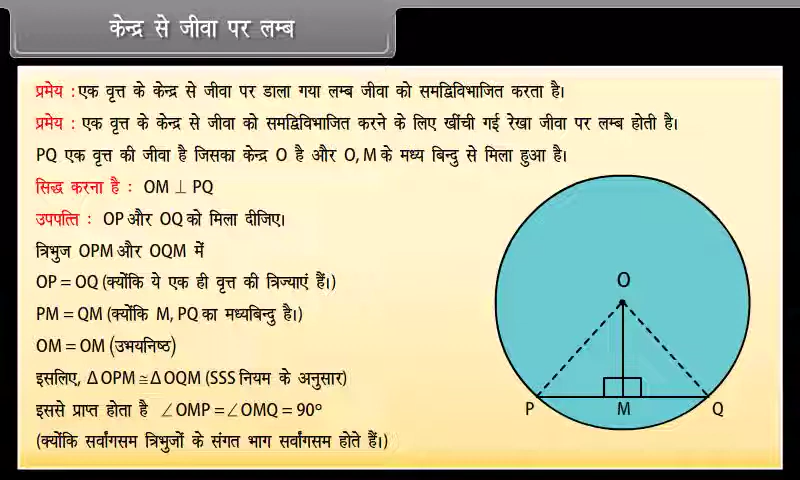 केन्द्र से जीवा पर लम्ब
प्रमेय : एक वृत्त के केन्द्र से जीवा पर डाला गया लम्ब जीवा को समद्विविभाजित करता है।
प्रमेय : एक वृत्त के केन्द्र से जीवा को समद्विविभाजित करने के लिए खींची गई रेखा जीवा पर लम्ब होती है।
PQ एक वृत्त की जीवा है जिसका केन्द्र O है और O, M के मध्य बिन्दु से मिला हुआ है।
सिद्ध करना है : OM ⊥ PQ
उपपत्ति : OP और OQ को मिला दीजिए।
त्रिभुज OPM और OQM में
OP = OQ (क्योंकि ये एक ही वृत्त की त्रिज्याएं हैं।)
PM = QM (क्योंकि M, PQ का मध्यबिन्दु है।)
OM = OM (उभयनिष्ठ)
इसलिए, Δ OPM ≅ Δ OQM (SSS नियम के अनुसार)
इससे प्राप्त होता है ∠OMP = ∠OMQ = 90°
(क्योंकि सर्वांगसम त्रिभुजों के संगत भाग सर्वांगसम होते हैं।)
O
P M Q